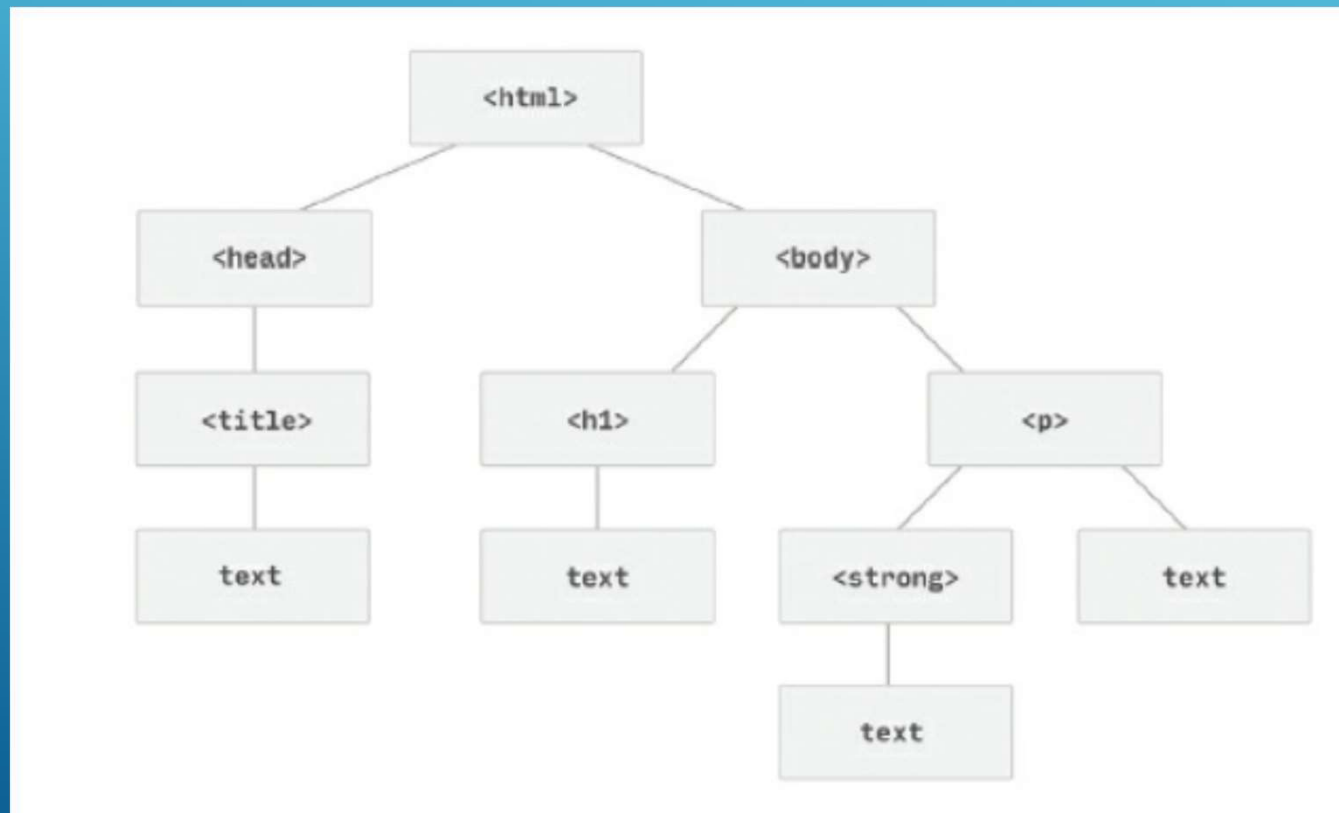 <html>
<head>
<body>
<title>
<h1>
<p>
text
text
<strong>
text
text